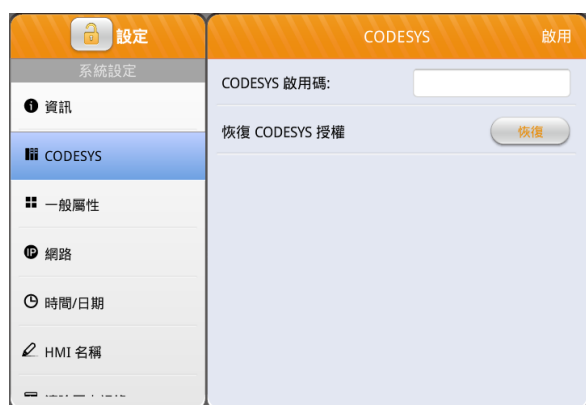 設定
系統設定
資訊
CODESYS
一般屬性
網路
時間/日期
HMI 名稱
CODESYS
啟用
CODESYS 啟用碼:
恢復 CODESYS 授權
恢復